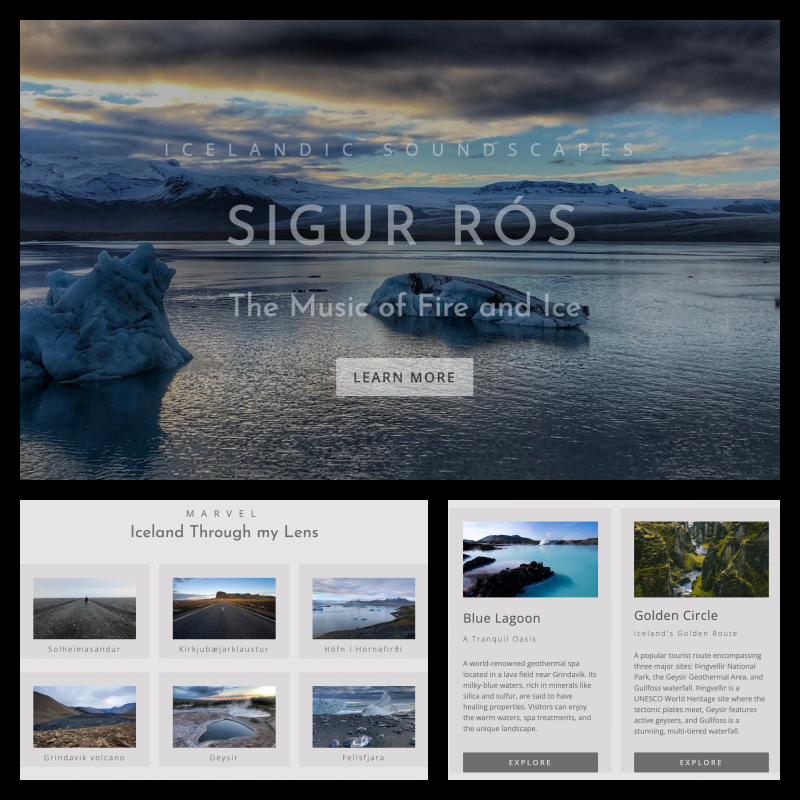 ICELANDIC SOUNDSCAPES
SIGUR RÓS
The Music of Fire and Ice
LEARN MORE
MARVEL
Iceland Through my Lens
Solheimasandur
Kirkjubæjarklaustur
Höfn í Hornafirði
Grindavik volcano
Geysir
Fellsfjara
Blue Lagoon
A Tranquil Oasis
A world-renowned geothermal spa
located in a lava field near Grindavík. Its
milky-blue waters, rich in minerals like
silica and sulfur, are said to have
healing properties. Visitors can enjoy
the warm waters, spa treatments, and
the unique landscape.
EXPLORE
Golden Circle
Iceland's Golden Route
A popular tourist route encompassing
three major sites: Þingvellir National
Park, the Geysir Geothermal Area, and
Gullfoss waterfall. Þingvellir is a
UNESCO World Heritage site where the
tectonic plates meet, Geysir features
active geysers, and Gullfoss is a
stunning, multi-tiered waterfall.
EXPLORE